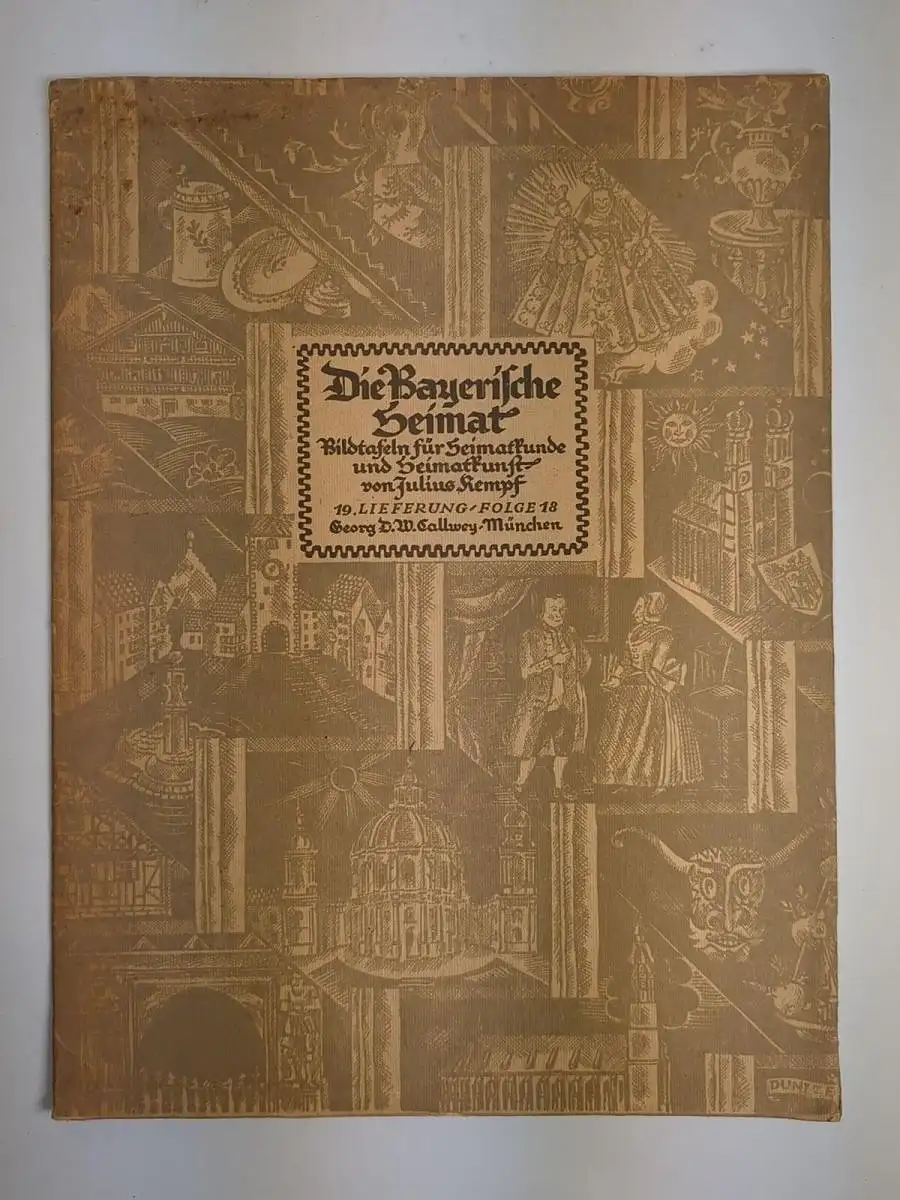 Die Bayerische
Heimat
Bildtafeln für Heimatkunde
und Heimatkunst
von Julius Kempf
19. LIEFERUNG / FOLGE 18
Georg D. W. Callwey - München